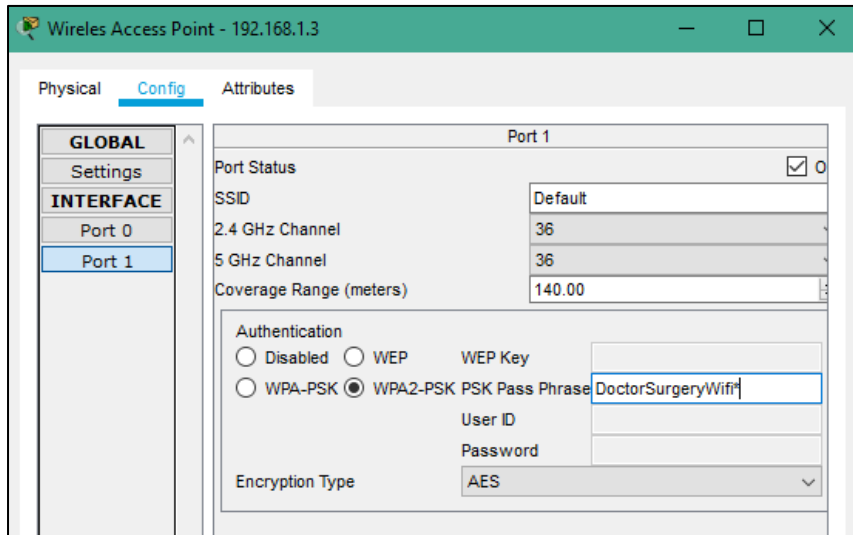 Wireles Access Point - 192.168.1.3
Physical Config Attributes
GLOBAL
Settings
INTERFACE
Port 0
Port 1
Port 1
Port Status O
SSID Default
2.4 GHz Channel 36
5 GHz Channel 36
Coverage Range (meters) 140.00
Authentication
Disabled WEP WEP Key
WPA-PSK WPA2-PSK PSK Pass Phrase DoctorSurgeryWifi*
User ID
Password
Encryption Type AES